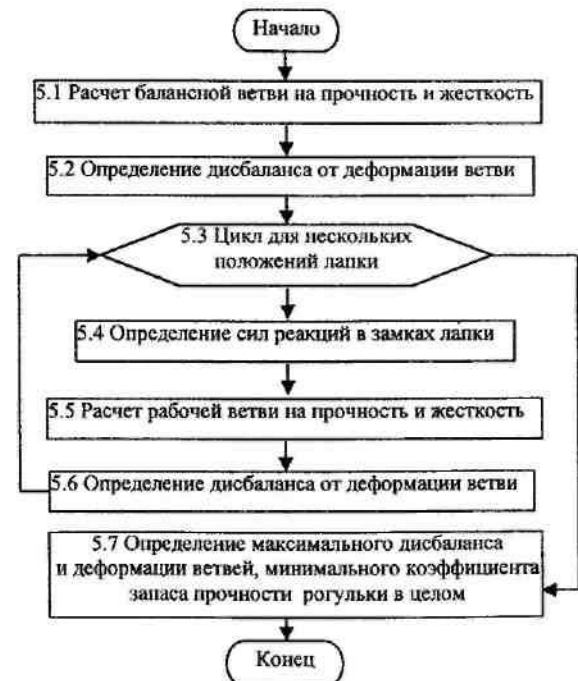 Начало
5.1 Расчет балансной ветви на прочность и жесткость
5.2 Определение дисбаланса от деформации ветви
5.3 Цикл для нескольких
положений лапки
5.4 Определение сил реакций в замках лапки
5.5 Расчет рабочей ветви на прочность и жесткость
5.6 Определение дисбаланса от деформации ветви
5.7 Определение максимального дисбаланса
и деформации ветвей, минимального коэффициента
запаса прочности рогульки в целом
Конец